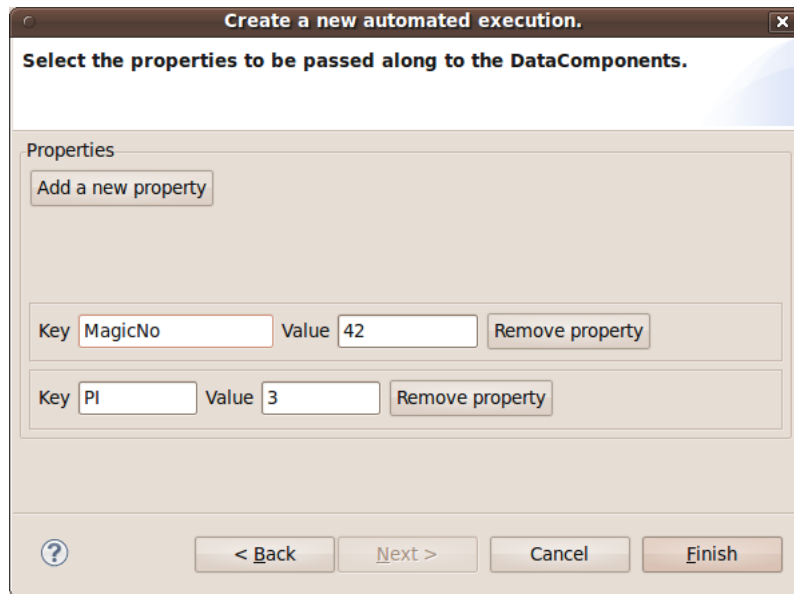 Create a new automated execution.
Select the properties to be passed along to the DataComponents.
Properties
Add a new property
Key MagicNo Value 42 Remove property
Key PI Value 3 Remove property
? < Back Next > Cancel Finish